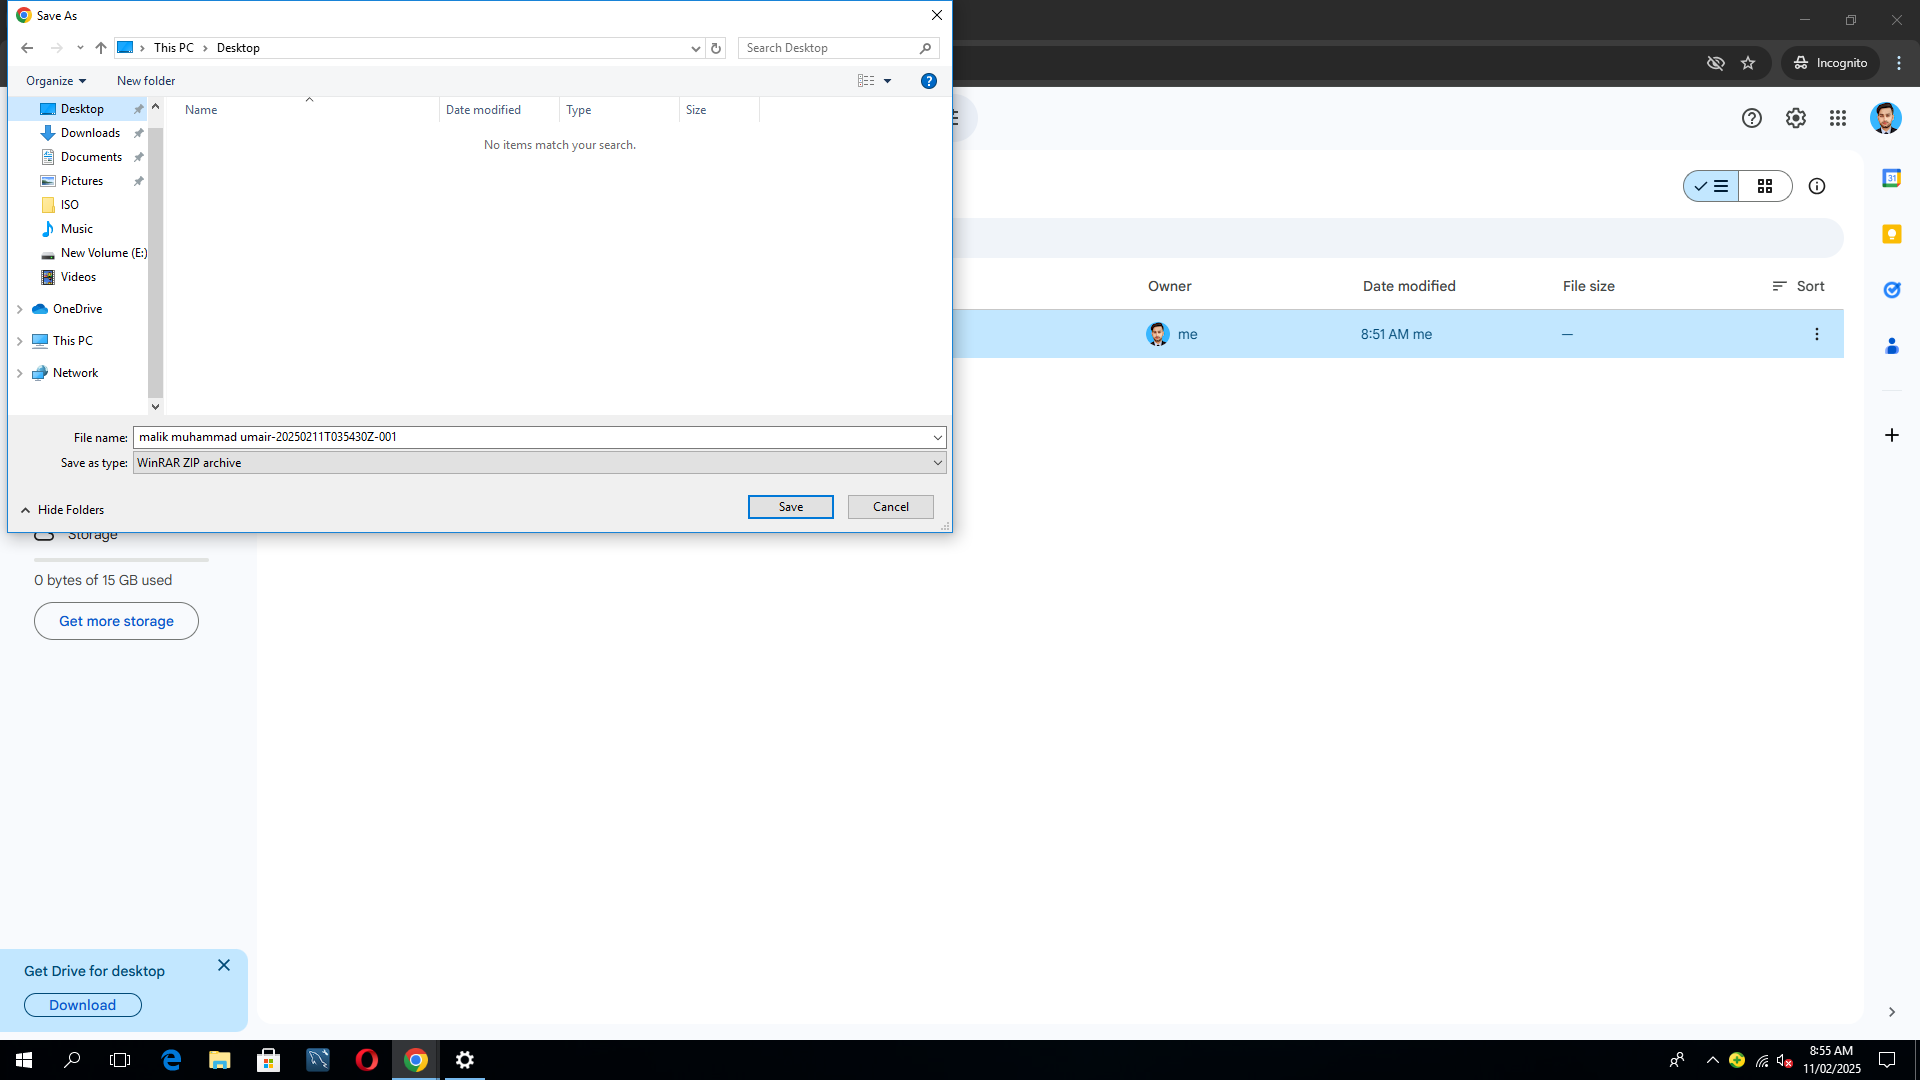 Save As
This PC
Desktop
Search Desktop
Organize
New folder
Incognito
Desktop
Downloads
Documents
Pictures
ISO
Music
New Volume (E:)
Videos
OneDrive
This PC
Network
Name
Date modified
Type
Size
No items match your search.
File name:
malik muhammad umair-20250211T035430Z-001
Save as type:
WinRAR ZIP archive
Hide Folders
Save
Cancel
31
Owner
Date modified
File size
Sort
me
8:51 AM me
—
Storage
0 bytes of 15 GB used
Get more storage
Get Drive for desktop
Download
8:55 AM
11/02/2025